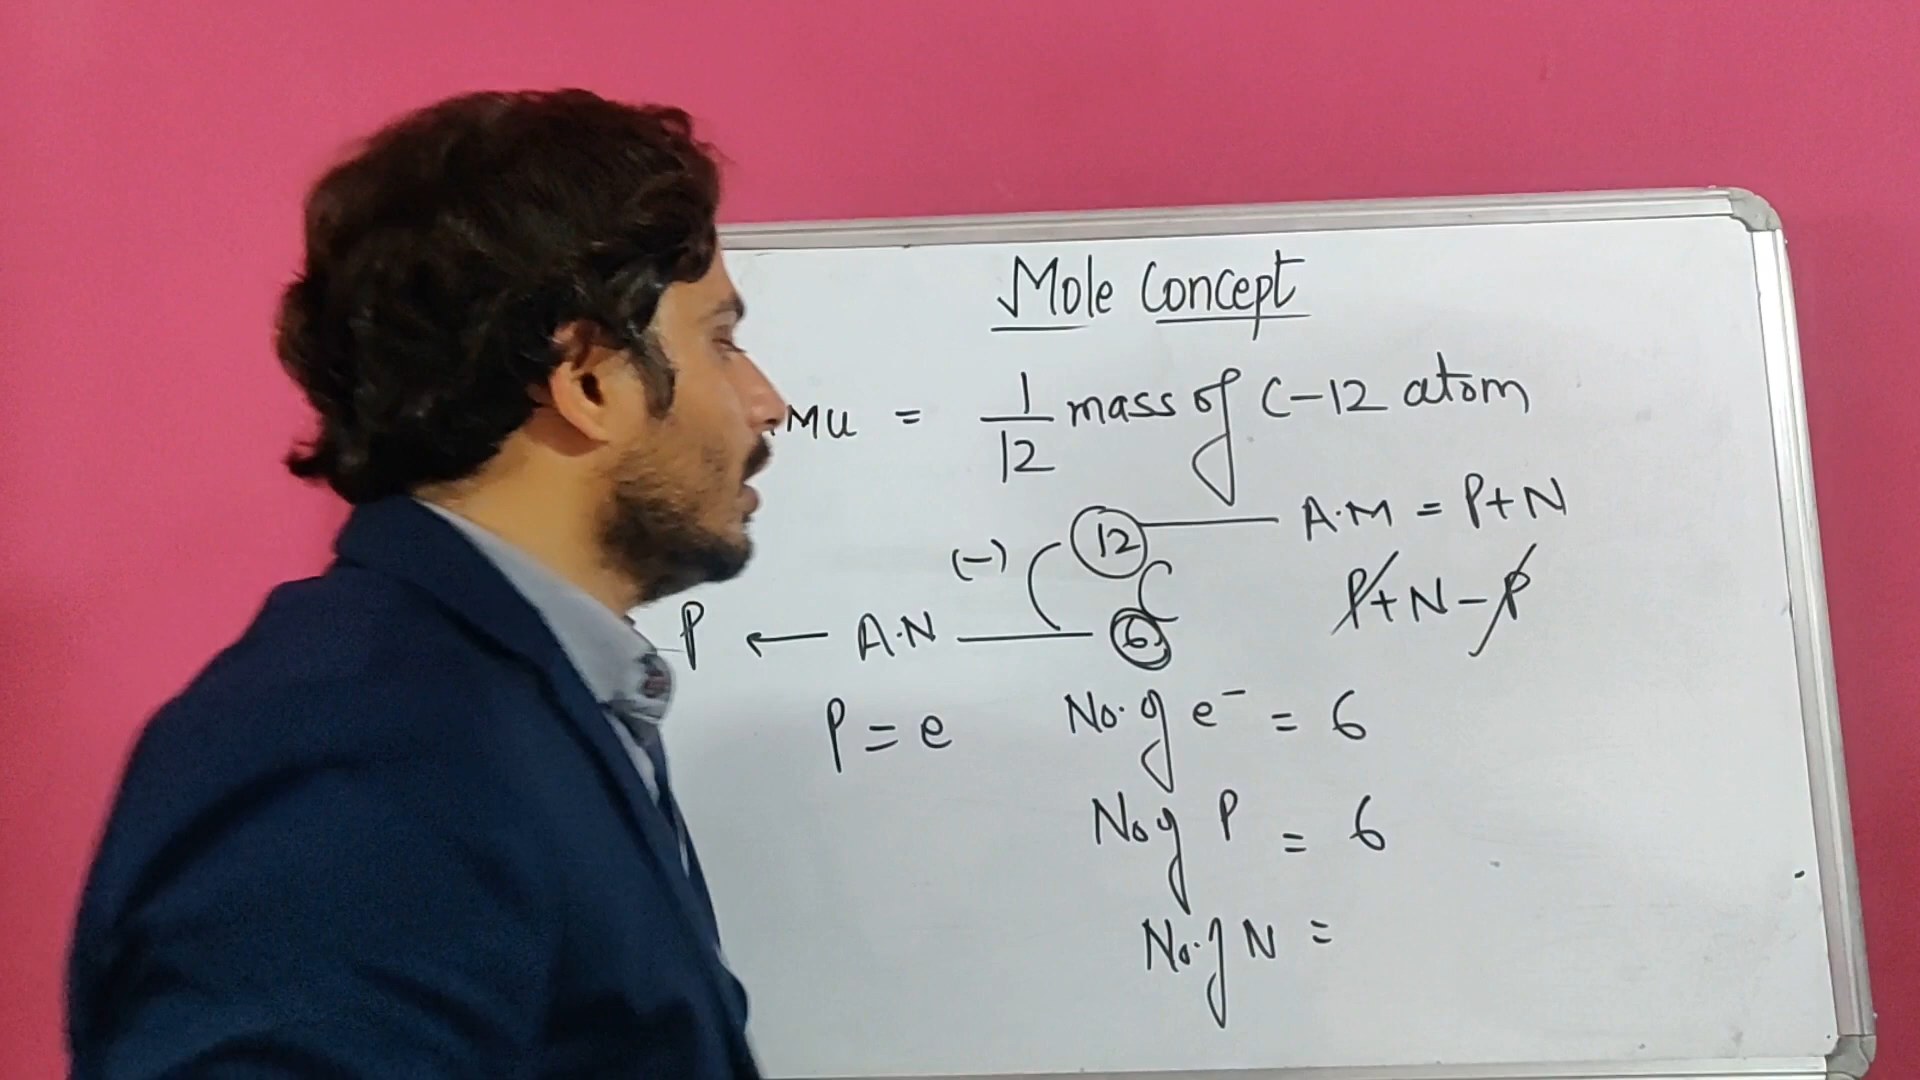 Mole Concept
MU = 1/12 mass of C-12 atom
(-) 12 A.M = P+N
C P+N-P
P ← A.N 6
P = e No. of e⁻ = 6
No of P = 6
No. of N =